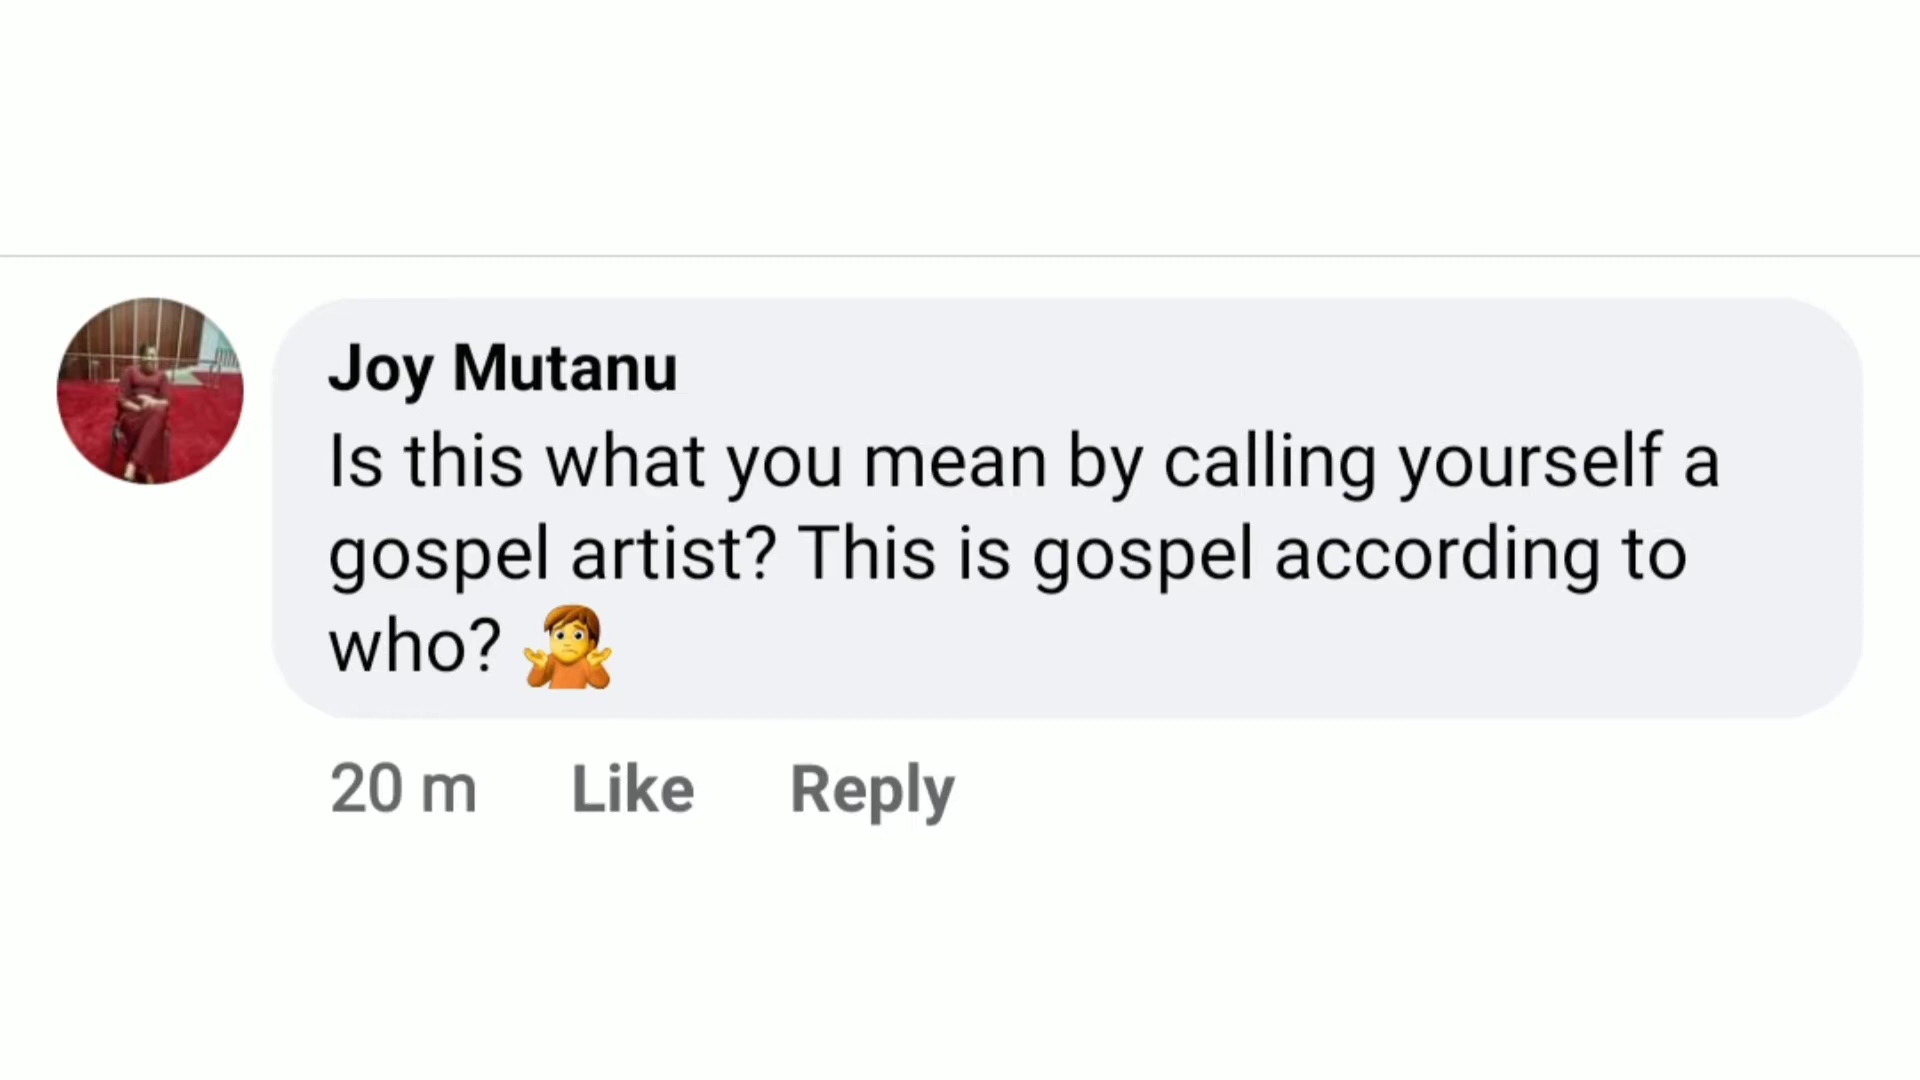 Joy Mutanu
Is this what you mean by calling yourself a
gospel artist? This is gospel according to
who? 🤷
20 m Like Reply